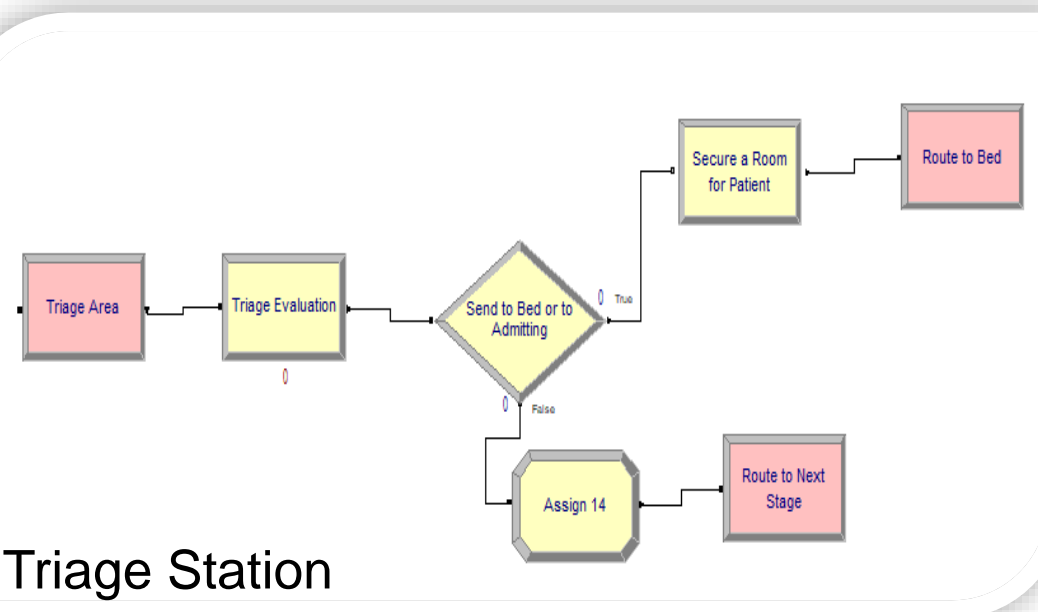 Triage Area
Triage Evaluation
0
Send to Bed or to
Admitting
0 True
0 False
Secure a Room
for Patient
Route to Bed
Assign 14
Route to Next
Stage
Triage Station